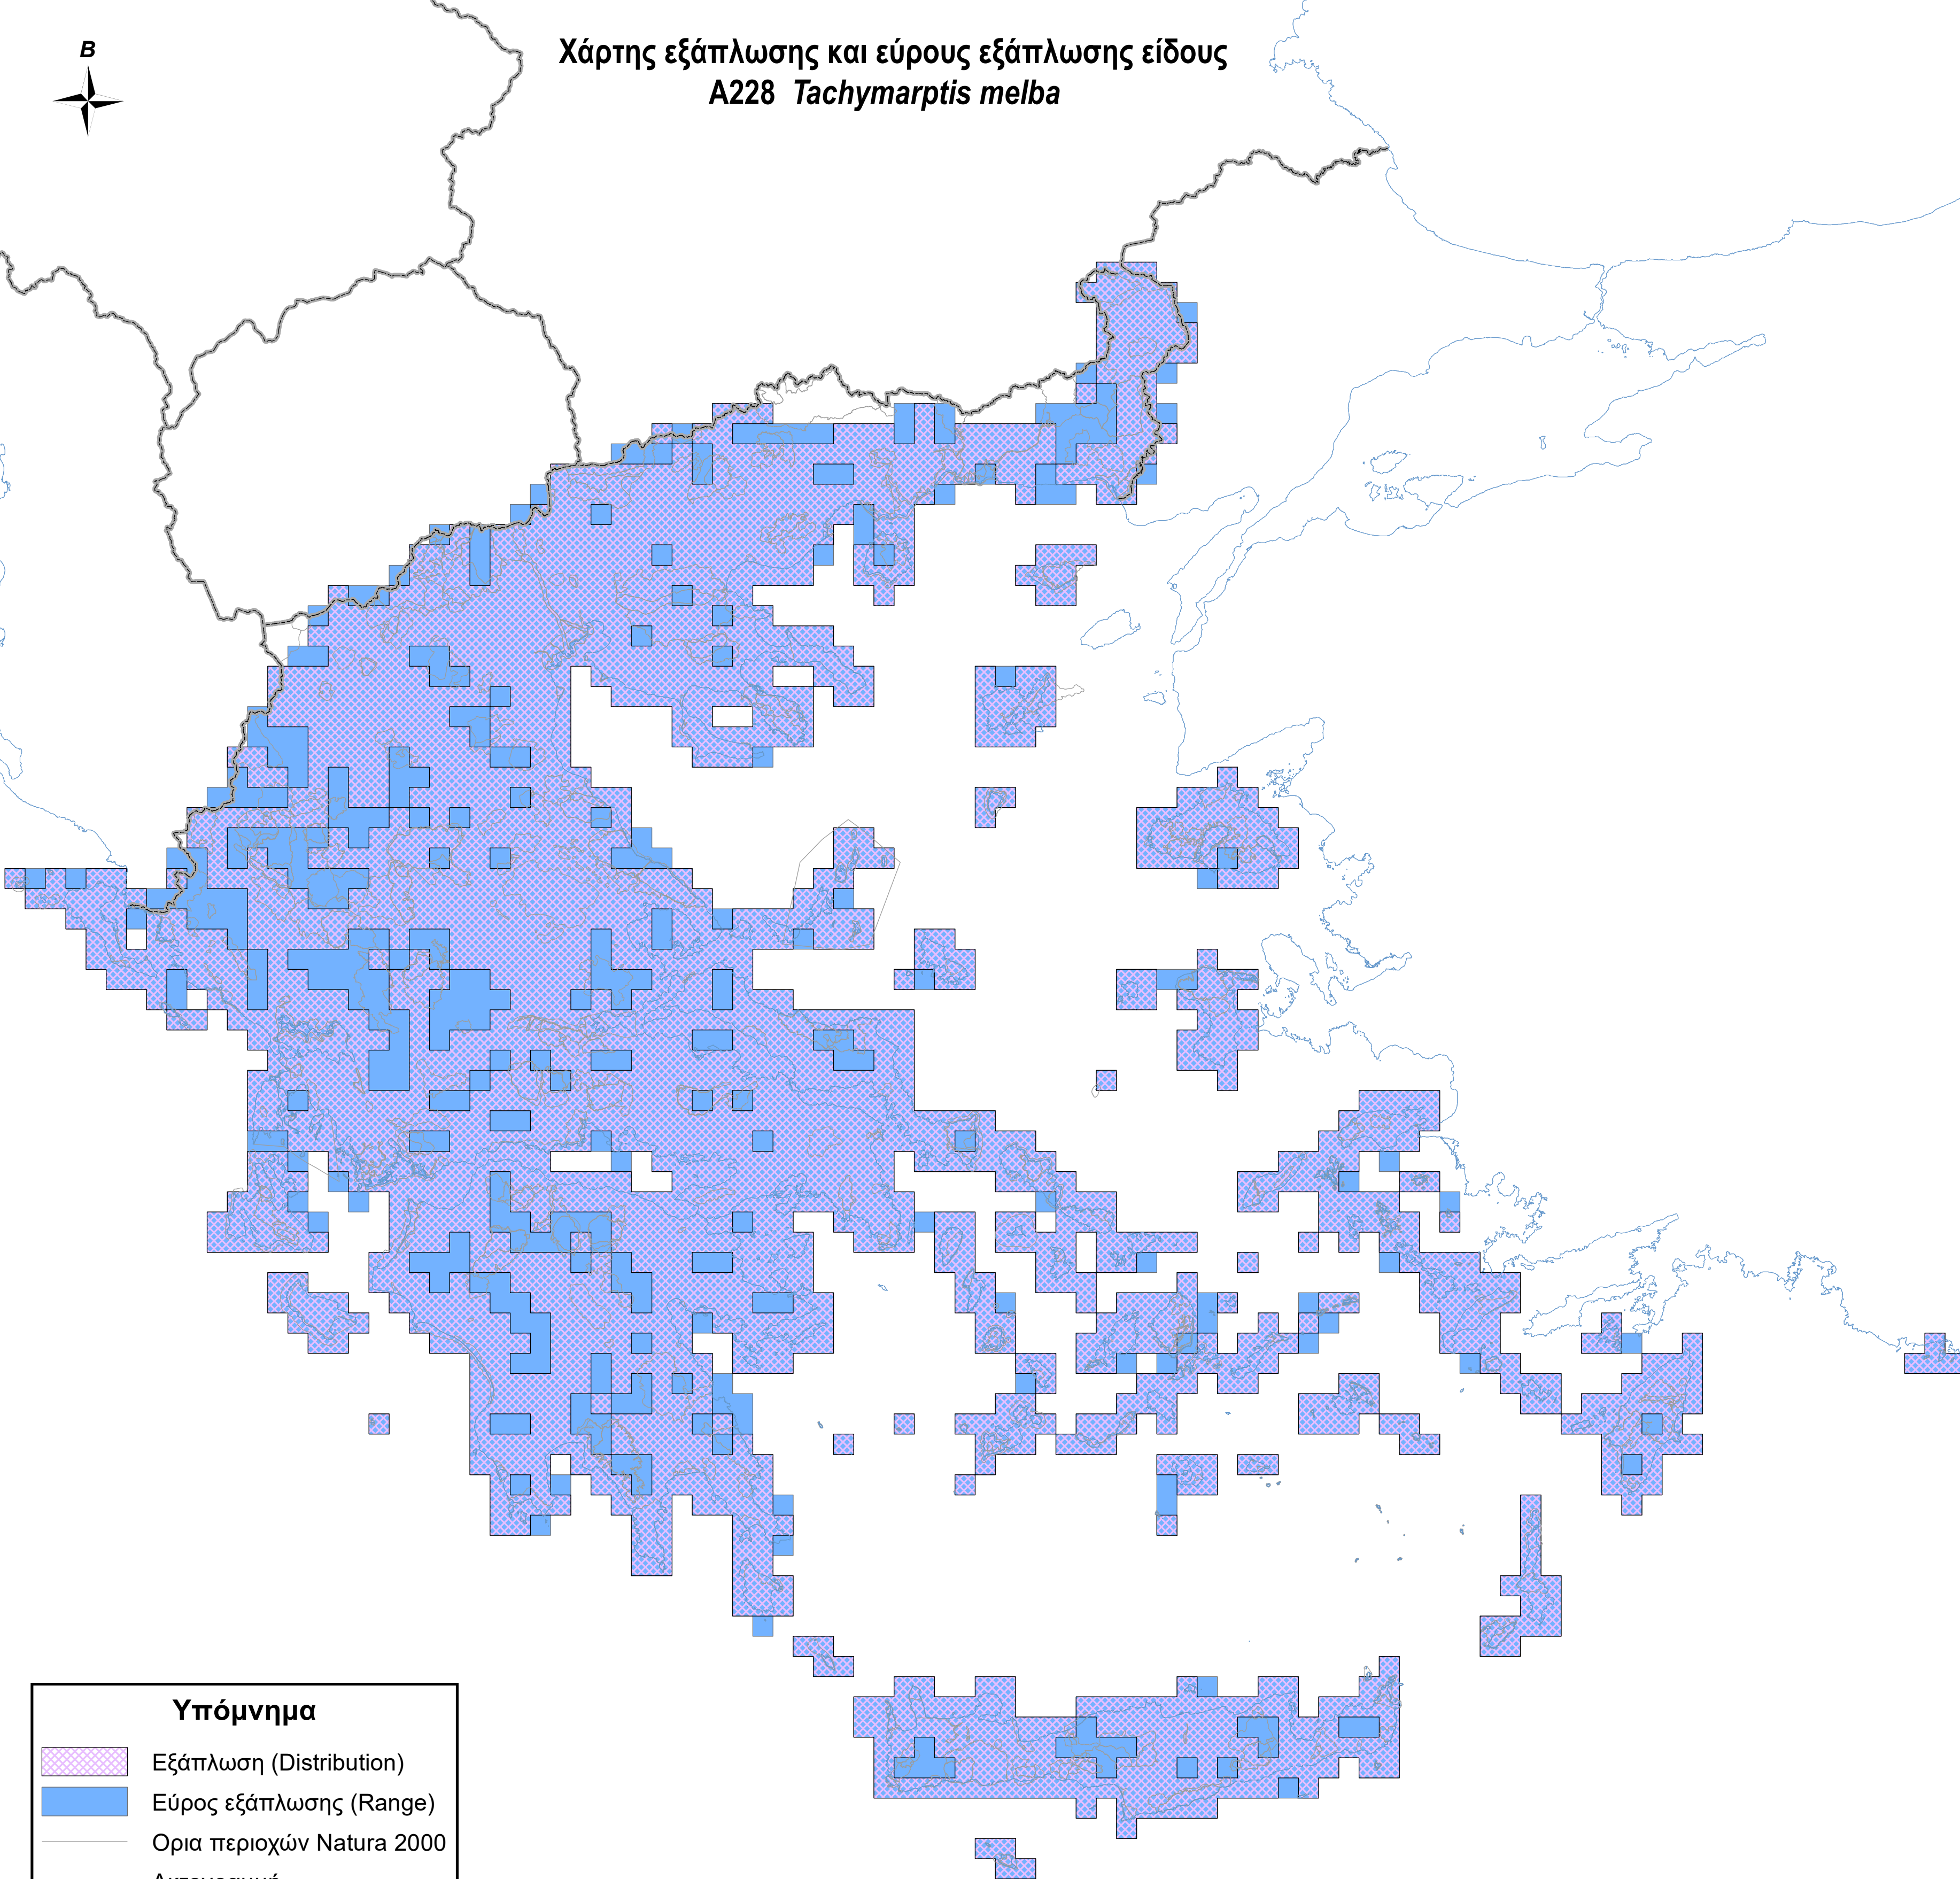 B
Χάρτης εξάπλωσης και εύρους εξάπλωσης είδους
A228 Tachymarptis melba
Υπόμνημα
Εξάπλωση (Distribution)
Εύρος εξάπλωσης (Range)
Ορια περιοχών Natura 2000